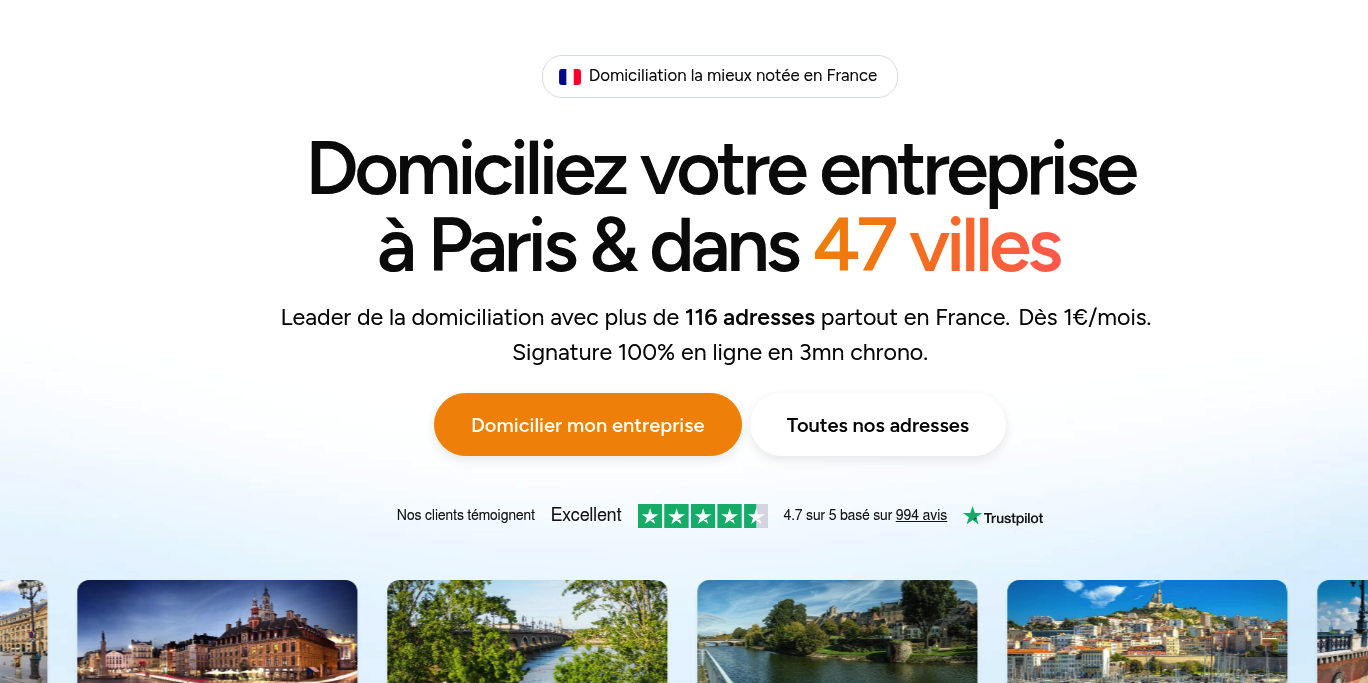 Domiciliation la mieux notée en France
Domiciliez votre entreprise
à Paris & dans 47 villes
Leader de la domiciliation avec plus de 116 adresses partout en France. Dès 1€/mois.
Signature 100% en ligne en 3mn chrono.
Domicilier mon entreprise Toutes nos adresses
Nos clients témoignent Excellent 4.7 sur 5 basé sur 994 avis Trustpilot